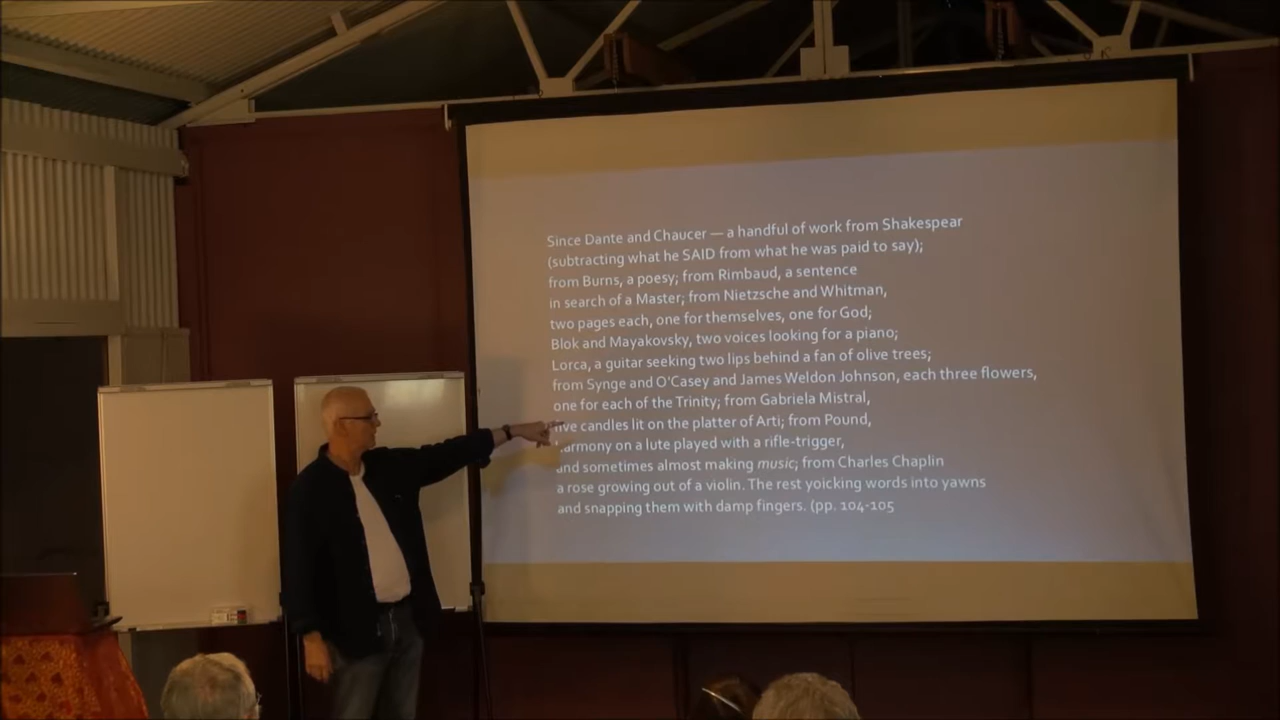 Since Dante and Chaucer — a handful of work from Shakespear
(subtracting what he SAID from what he was paid to say);
from Burns, a poesy; from Rimbaud, a sentence
in search of a Master; from Nietzsche and Whitman,
two pages each, one for themselves, one for God;
Blok and Mayakovsky, two voices looking for a piano;
Lorca, a guitar seeking two lips behind a fan of olive trees;
from Synge and O'Casey and James Weldon Johnson, each three flowers,
one for each of the Trinity; from Gabriela Mistral,
candles lit on the platter of Arti; from Pound,
harmony on a lute played with a rifle-trigger,
and sometimes almost making music; from Charles Chaplin
a rose growing out of a violin. The rest yoicking words into yawns
and snapping them with damp fingers. (pp. 104-105